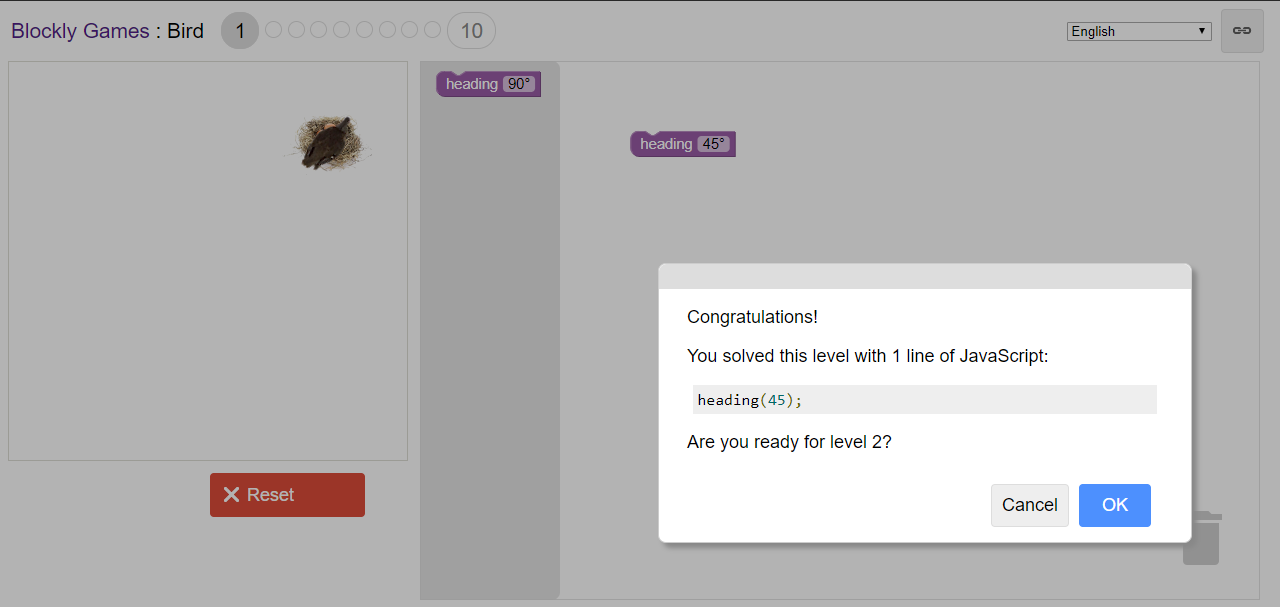 Blockly Games : Bird 1 10
English
heading 90°
heading 45°
Congratulations!
You solved this level with 1 line of JavaScript:
heading(45);
Are you ready for level 2?
Cancel OK
Reset